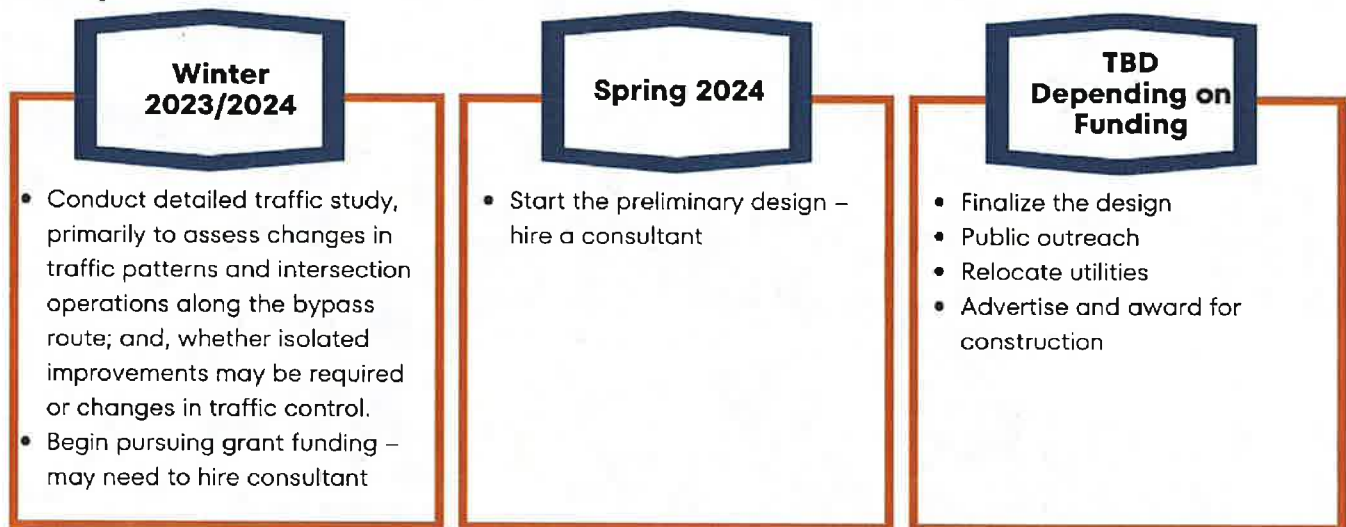 Winter
2023/2024
• Conduct detailed traffic study,
primarily to assess changes in
traffic patterns and intersection
operations along the bypass
route; and, whether isolated
improvements may be required
or changes in traffic control.
• Begin pursuing grant funding –
may need to hire consultant
Spring 2024
• Start the preliminary design –
hire a consultant
TBD
Depending on
Funding
• Finalize the design
• Public outreach
• Relocate utilities
• Advertise and award for
construction